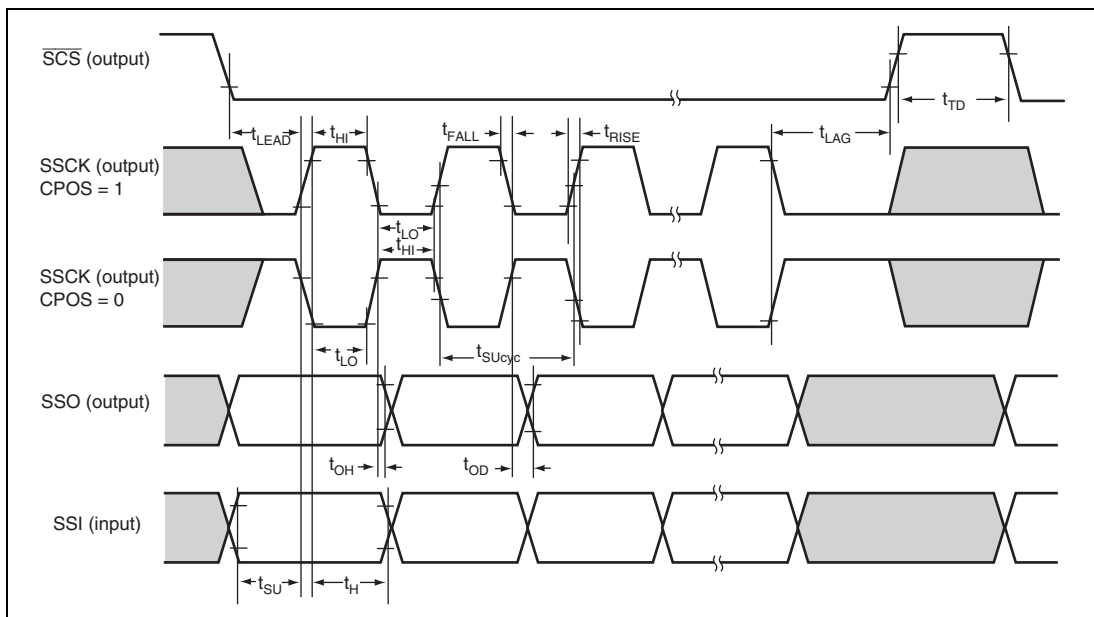 SCS (output)
tLEAD
tHI
tFALL
tRISE
tLAG
tTD
SSCK (output)
CPOS = 1
tLO
tHI
SSCK (output)
CPOS = 0
tLO
tSUcyc
SSO (output)
tOH
tOD
SSI (input)
tSU
tH